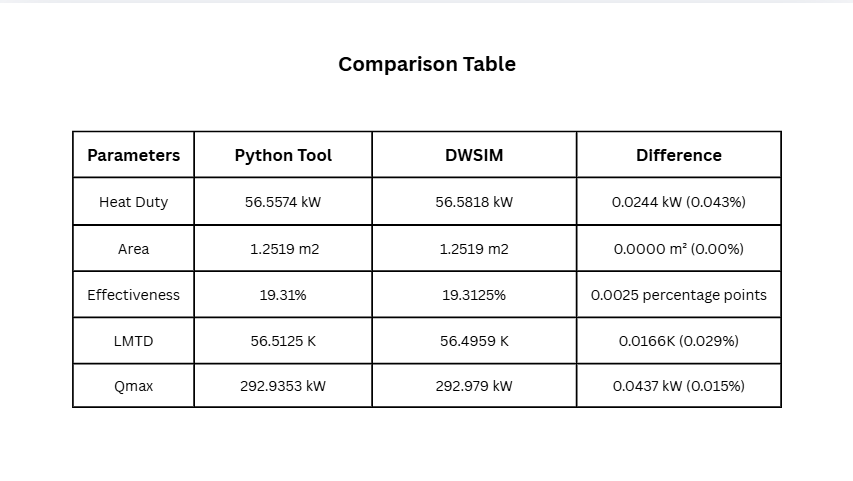 Comparison Table
Parameters Python Tool DWSIM Difference
Heat Duty 56.5574 kW 56.5818 kW 0.0244 kW (0.043%)
Area 1.2519 m2 1.2519 m2 0.0000 m² (0.00%)
Effectiveness 19.31% 19.3125% 0.0025 percentage points
LMTD 56.5125 K 56.4959 K 0.0166K (0.029%)
Qmax 292.9353 kW 292.979 kW 0.0437 kW (0.015%)